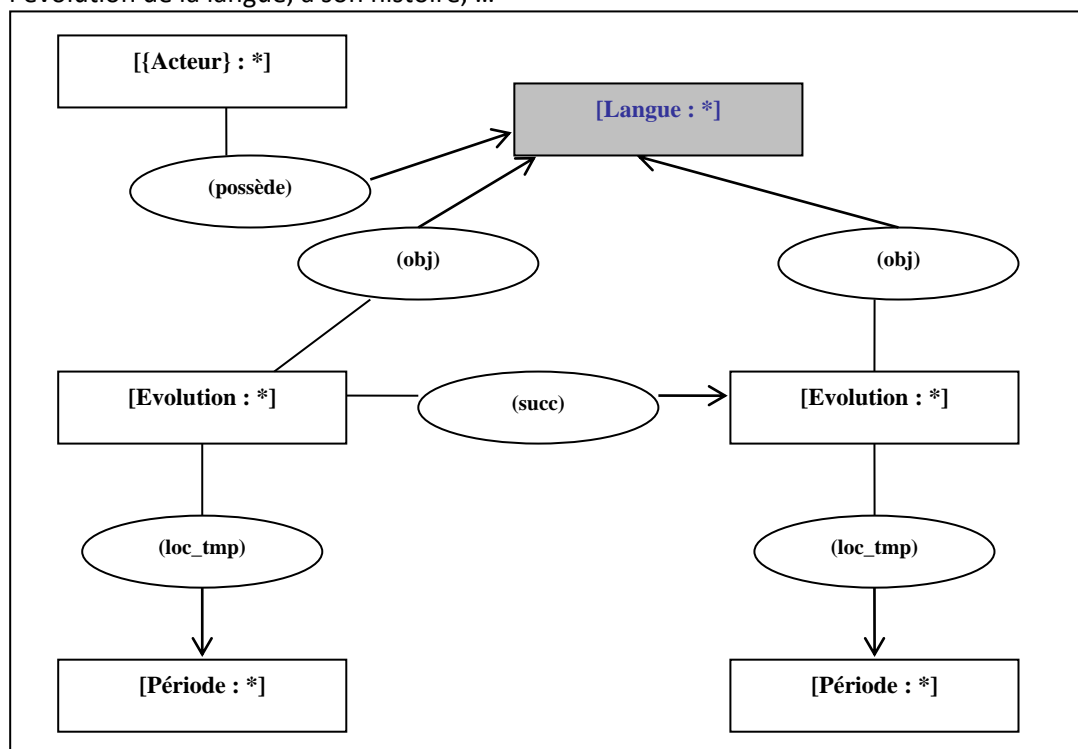 l'évolution de la langue, à son histoire, …
[{Acteur} : *]
[Langue : *]
(possède)
(obj)
(obj)
[Evolution : *]
(succ)
[Evolution : *]
(loc_tmp)
(loc_tmp)
[Période : *]
[Période : *]